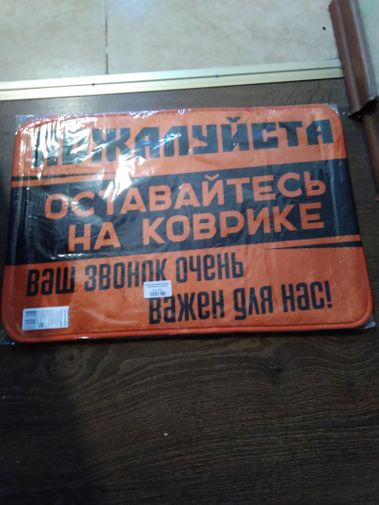 ПОЖАЛУЙСТА
ОСТАВАЙТЕСЬ
НА КОВРИКЕ
ВАШ ЗВОНОК ОЧЕНЬ
ВАЖЕН ДЛЯ НАС!